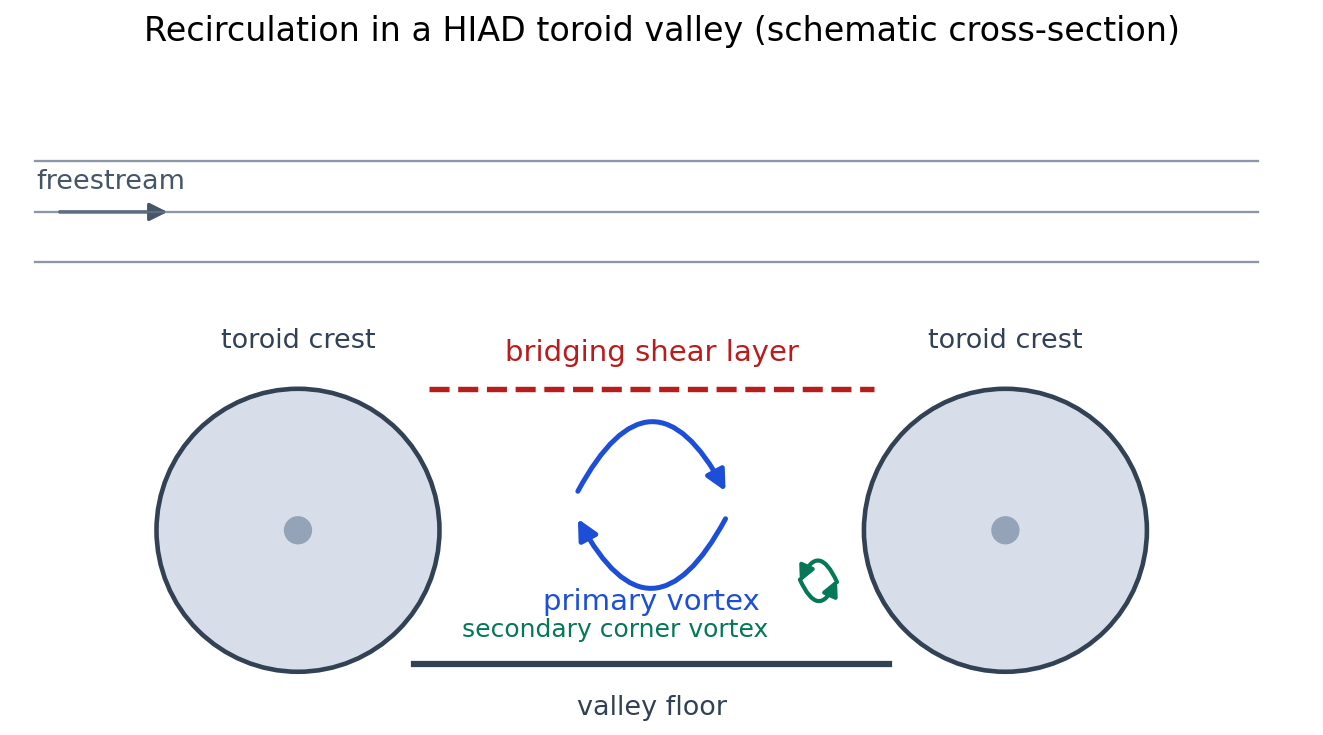 Recirculation in a HIAD toroid valley (schematic cross-section)
freestream
toroid crest
toroid crest
bridging shear layer
primary vortex
secondary corner vortex
valley floor